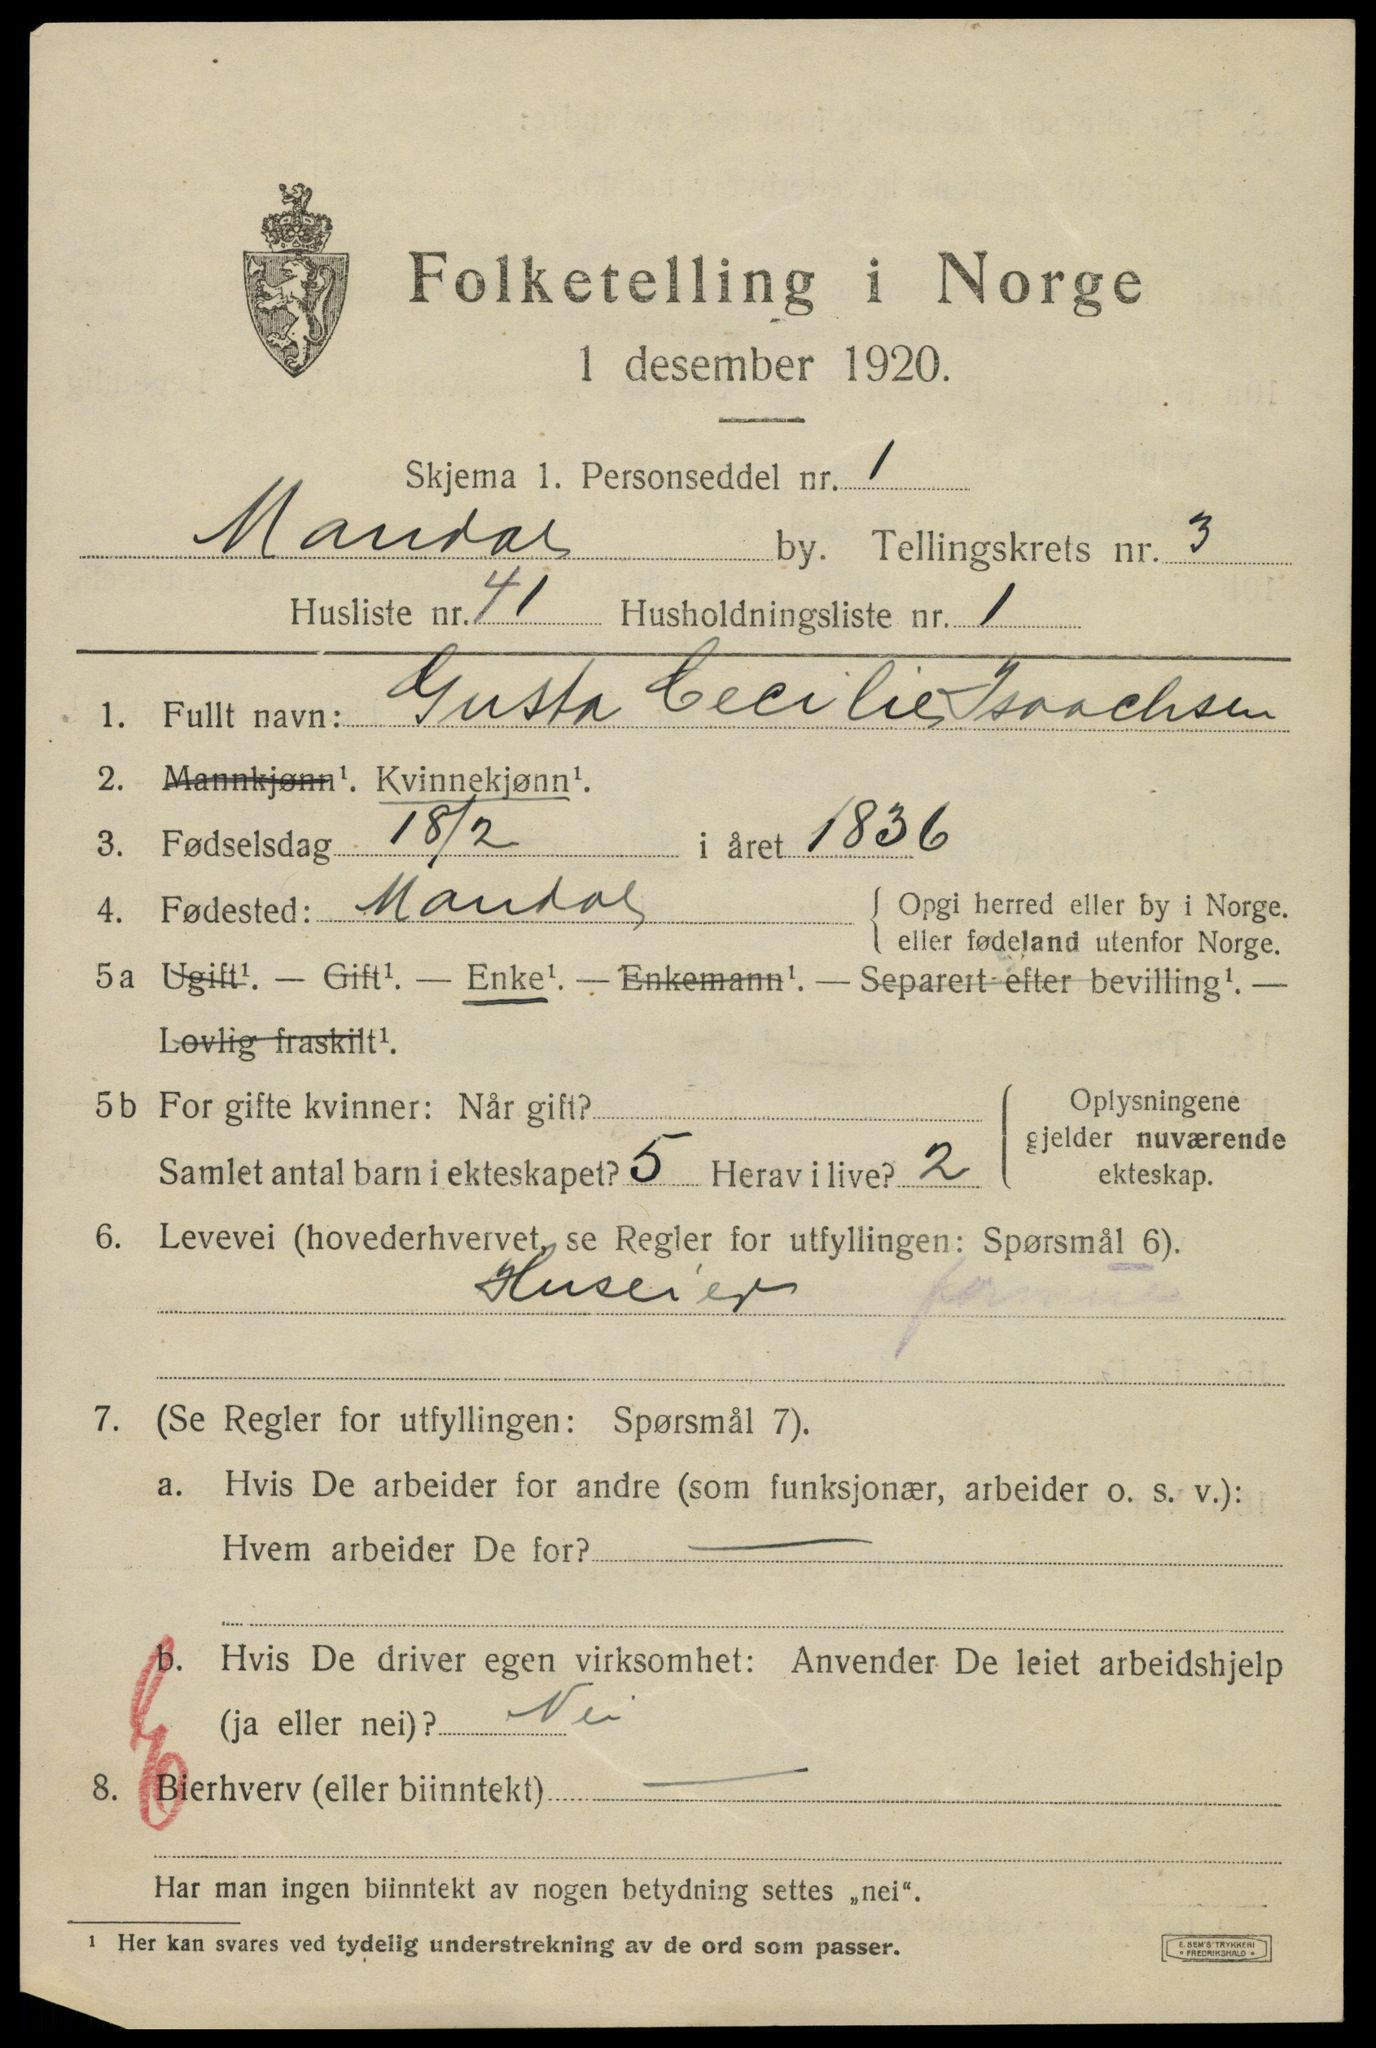 Folketelling i Norge
1 desember 1920.
Skjema 1. Personseddel nr. 1
Mandal by. Tellingskrets nr. 3
Husliste nr. 41 Husholdningsliste nr. 1
1. Fullt navn: Gusta Cecilie Isaachsen
2. Mannkjønn¹. Kvinnekjønn¹.
3. Fødselsdag 18/2 i året 1836
4. Fødested: Mandal { Opgi herred eller by i Norge.
eller fødeland utenfor Norge.
5a Ugift¹. — Gift¹. — Enke¹. — Enkemann¹. — Separert efter bevilling¹. —
Lovlig fraskilt¹.
5b For gifte kvinner: Når gift?
Samlet antal barn i ekteskapet? 5 Herav i live? 2
Oplysningene
gjelder nuværende
ekteskap.
6. Levevei (hovederhvervet, se Regler for utfyllingen: Spørsmål 6).
Huseier formue
7. (Se Regler for utfyllingen: Spørsmål 7).
a. Hvis De arbeider for andre (som funksjonær, arbeider o. s. v.):
Hvem arbeider De for? —
b. Hvis De driver egen virksomhet: Anvender De leiet arbeidshjelp
(ja eller nei)? Nei
8. Bierhverv (eller biinntekt) —
Har man ingen biinntekt av nogen betydning settes „nei“.
¹ Her kan svares ved tydelig understrekning av de ord som passer.
E. SEM'S TRYKKERI
• FREDRIKSHALD •